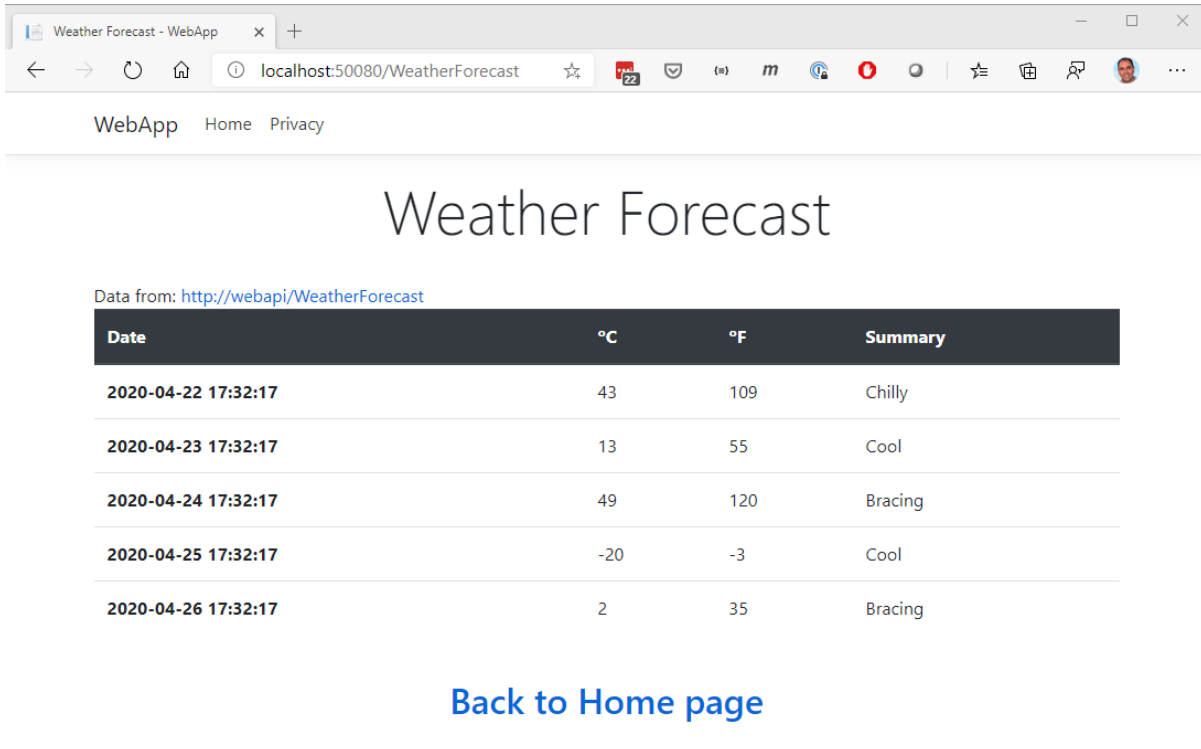 Weather Forecast - WebApp
localhost:50080/WeatherForecast
22
m
WebApp Home Privacy
Weather Forecast
Data from: http://webapi/WeatherForecast
Date ºC ºF Summary
2020-04-22 17:32:17 43 109 Chilly
2020-04-23 17:32:17 13 55 Cool
2020-04-24 17:32:17 49 120 Bracing
2020-04-25 17:32:17 -20 -3 Cool
2020-04-26 17:32:17 2 35 Bracing
Back to Home page